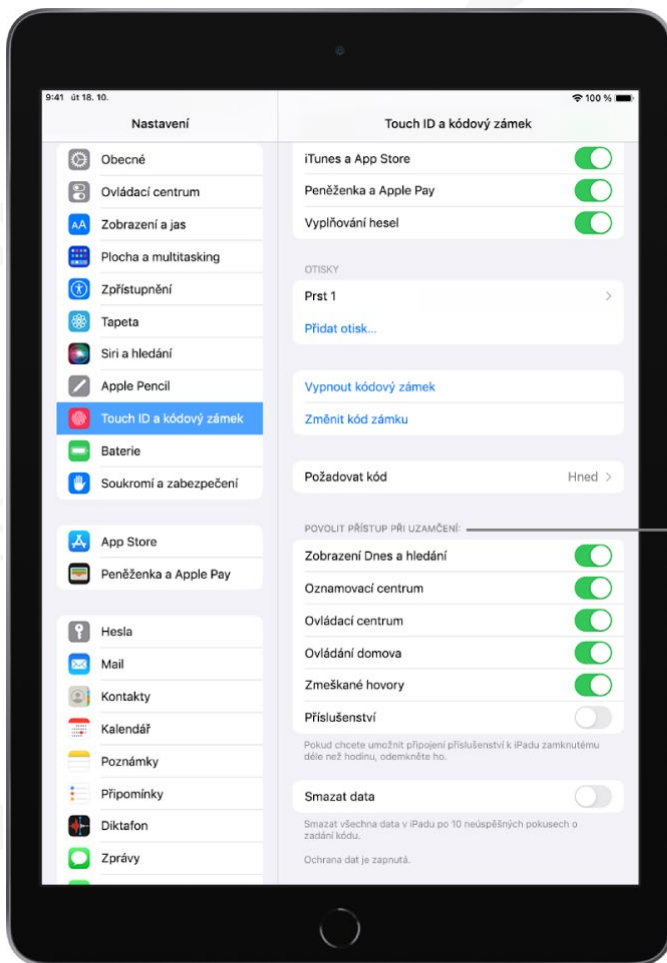 9:41 út 18. 10.
100 %
Nastavení
Obecné
Ovládací centrum
Zobrazení a jas
Plocha a multitasking
Zpřístupnění
Tapeta
Siri a hledání
Apple Pencil
Touch ID a kódový zámek
Baterie
Soukromí a zabezpečení
App Store
Peněženka a Apple Pay
Hesla
Mail
Kontakty
Kalendář
Poznámky
Připomínky
Diktafon
Zprávy
Touch ID a kódový zámek
iTunes a App Store
Peněženka a Apple Pay
Vyplňování hesel
OTISKY
Prst 1
Přidat otisk...
Vypnout kódový zámek
Změnit kód zámku
Požadovat kód Hned
POVOLIT PŘÍSTUP PŘI UZAMČENÍ:
Zobrazení Dnes a hledání
Oznamovací centrum
Ovládací centrum
Ovládání domova
Zmeškané hovory
Příslušenství
Pokud chcete umožnit připojení příslušenství k iPadu zamknutému
déle než hodinu, odemkněte ho.
Smazat data
Smazat všechna data v iPadu po 10 neúspěšných pokusech o
zadání kódu.
Ochrana dat je zapnutá.